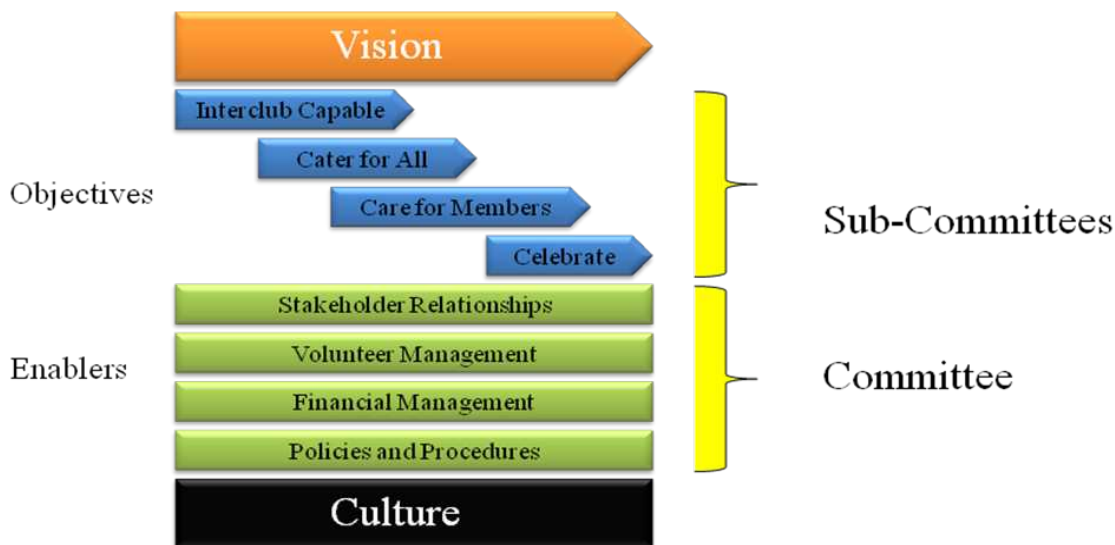 Vision
Interclub Capable
Cater for All
Objectives
Care for Members
Sub-Committees
Celebrate
Stakeholder Relationships
Volunteer Management
Enablers
Committee
Financial Management
Policies and Procedures
Culture